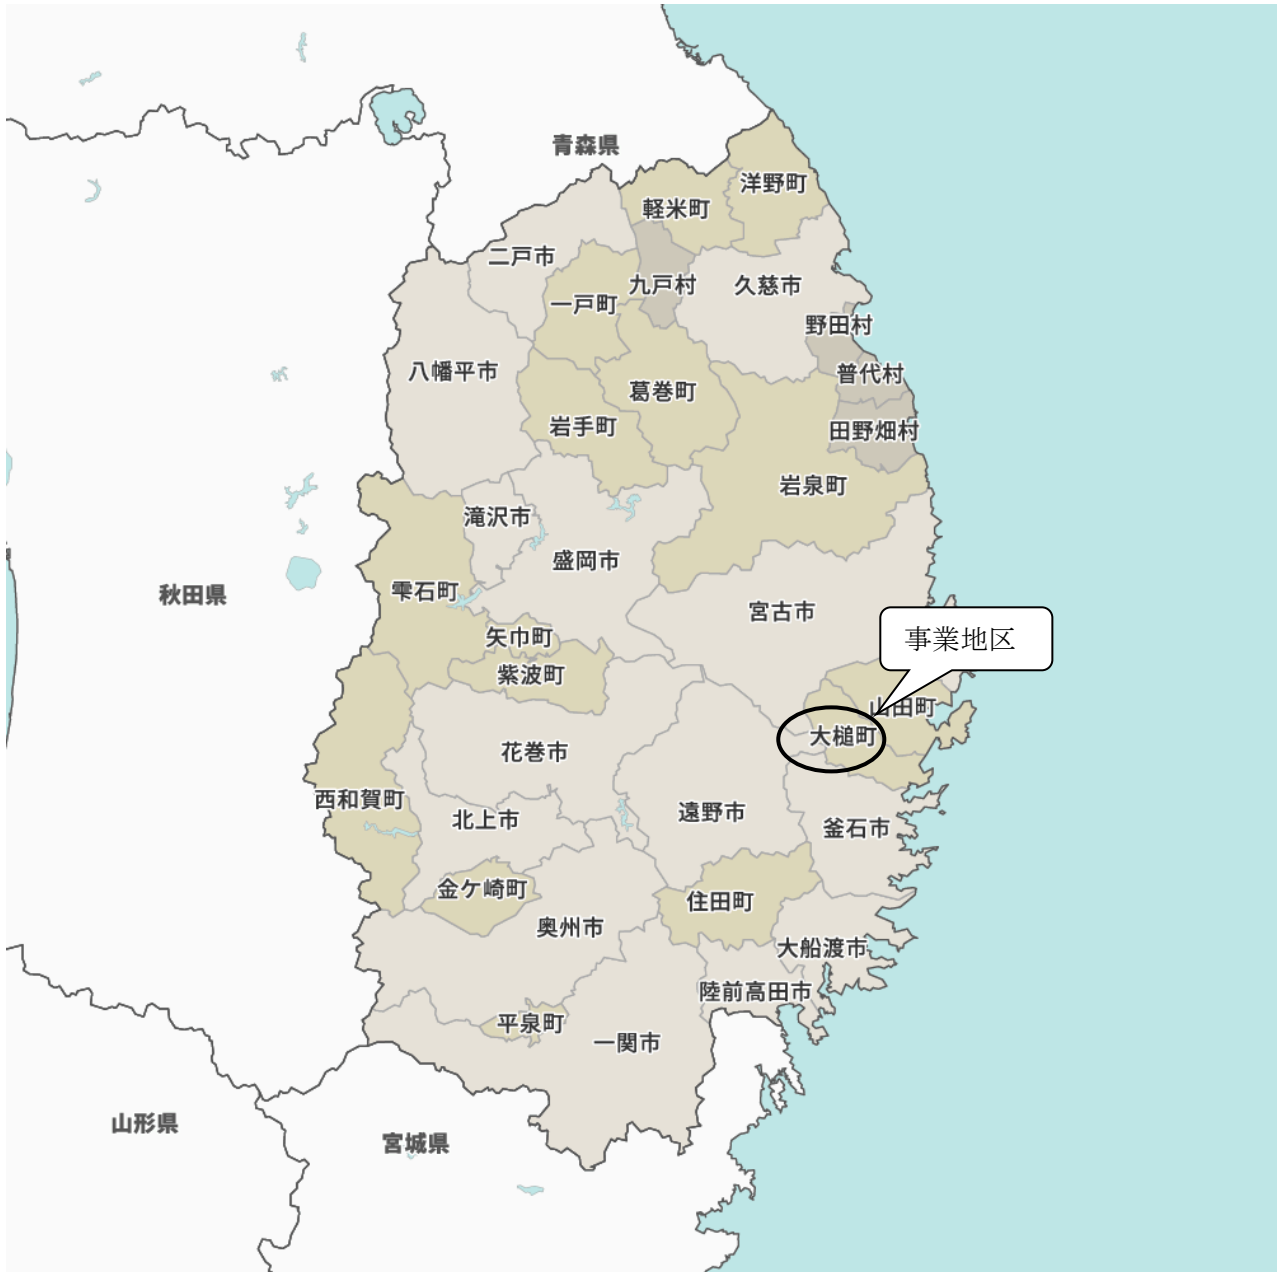 青森県
洋野町
軽米町
二戸市
九戸村
久慈市
一戸町
野田村
八幡平市
普代村
葛巻町
岩手町
田野畑村
岩泉町
滝沢市
盛岡市
秋田県
雫石町
宮古市
事業地区
矢巾町
紫波町
山田町
大槌町
花巻市
西和賀町
遠野市
北上市
釜石市
金ケ崎町
住田町
奥州市
大船渡市
陸前高田市
平泉町
一関市
山形県
宮城県